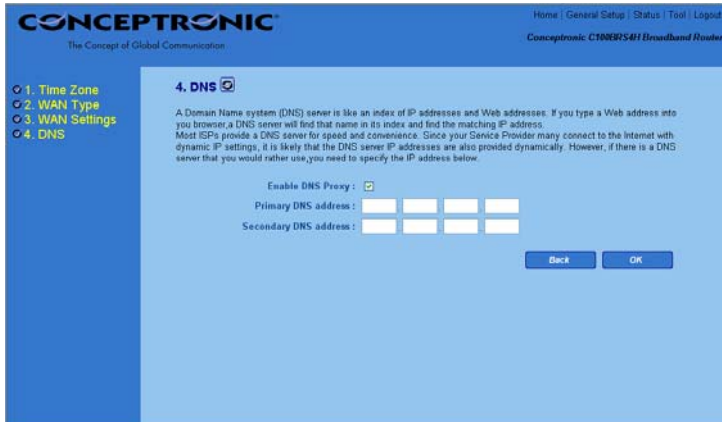 CONCEPTRONIC
The Concept of Global Communication
Home | General Setup | Status | Tool | Logout
Conceptronic C100BRS4H Broadband Router
1. Time Zone
2. WAN Type
3. WAN Settings
4. DNS
4. DNS
A Domain Name system (DNS) server is like an index of IP addresses and Web addresses. If you type a Web address into
you browser,a DNS server will find that name in its index and find the matching IP address.
Most ISPs provide a DNS server for speed and convenience. Since your Service Provider many connect to the Internet with
dynamic IP settings, it is likely that the DNS server IP addresses are also provided dynamically. However, if there is a DNS
server that you would rather use,you need to specify the IP address below.
Enable DNS Proxy :
Primary DNS address :
Secondary DNS address :
Back
OK